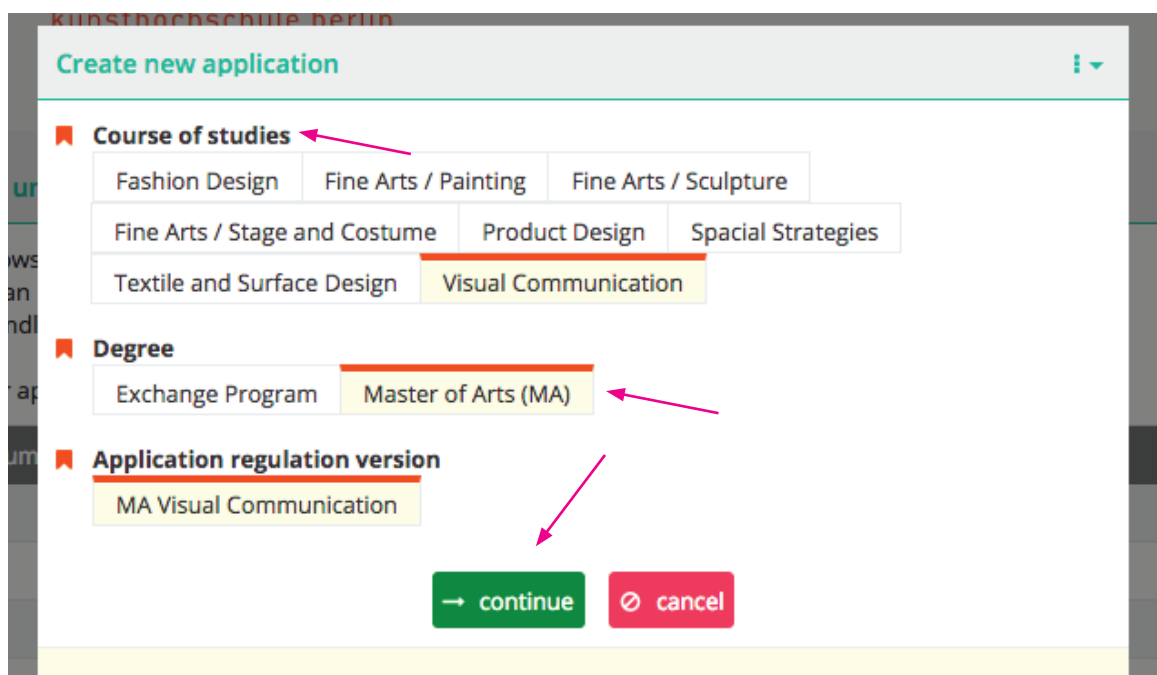 kunsthochschule berlin
Create new application
Course of studies
Fashion Design Fine Arts / Painting Fine Arts / Sculpture
Fine Arts / Stage and Costume Product Design Spacial Strategies
Textile and Surface Design Visual Communication
Degree
Exchange Program Master of Arts (MA)
Application regulation version
MA Visual Communication
→ continue cancel